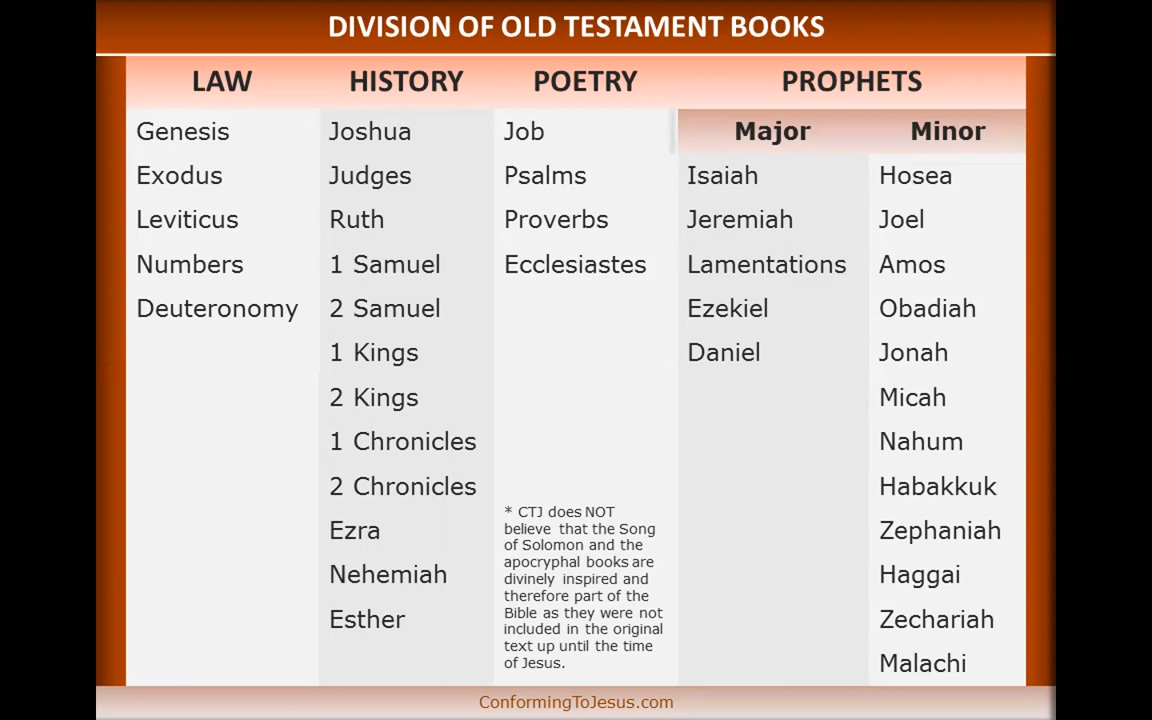 DIVISION OF OLD TESTAMENT BOOKS
LAW
Genesis
Exodus
Leviticus
Numbers
Deuteronomy
HISTORY
Joshua
Judges
Ruth
1 Samuel
2 Samuel
1 Kings
2 Kings
1 Chronicles
2 Chronicles
Ezra
Nehemiah
Esther
POETRY
Job
Psalms
Proverbs
Ecclesiastes
* CTJ does NOT
believe that the Song
of Solomon and the
apocryphal books are
divinely inspired and
therefore part of the
Bible as they were not
included in the original
text up until the time
of Jesus.
PROPHETS
Major
Isaiah
Jeremiah
Lamentations
Ezekiel
Daniel
Minor
Hosea
Joel
Amos
Obadiah
Jonah
Micah
Nahum
Habakkuk
Zephaniah
Haggai
Zechariah
Malachi
ConformingToJesus.com